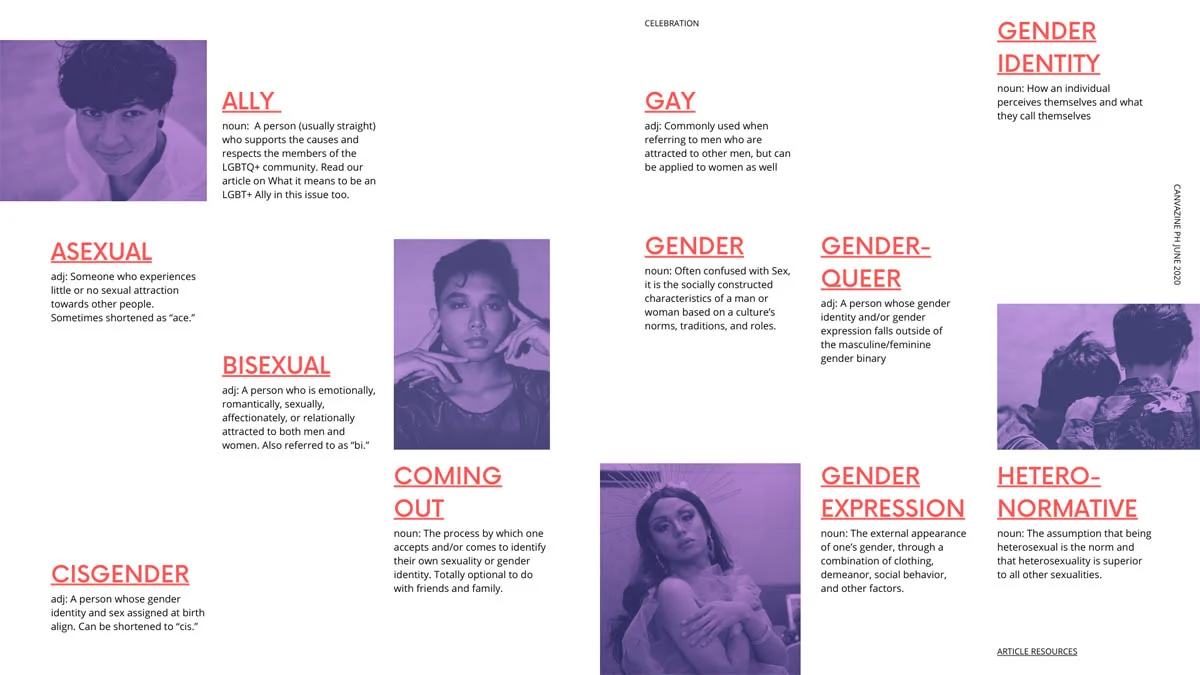 ALLY
noun:  A person (usually straight)
who supports the causes and
respects the members of the
LGBTQ+ community. Read our
article on What it means to be an
LGBT+ Ally in this issue too.
ASEXUAL
adj: Someone who experiences
little or no sexual attraction
towards other people.
Sometimes shortened as “ace.”
BISEXUAL
adj: A person who is emotionally,
romantically, sexually,
affectionately, or relationally
attracted to both men and
women. Also referred to as “bi.”
COMING
OUT
noun: The process by which one
accepts and/or comes to identify
their own sexuality or gender
identity. Totally optional to do
with friends and family.
CISGENDER
adj: A person whose gender
identity and sex assigned at birth
align. Can be shortened to “cis.”
CELEBRATION
GAY
adj: Commonly used when
referring to men who are
attracted to other men, but can
be applied to women as well
GENDER
IDENTITY
noun: How an individual
perceives themselves and what
they call themselves
CANVAZINE PH JUNE 2020
GENDER
noun: Often confused with Sex,
it is the socially constructed
characteristics of a man or
woman based on a culture’s
norms, traditions, and roles.
GENDER-
QUEER
adj: A person whose gender
identity and/or gender
expression falls outside of
the masculine/feminine
gender binary
GENDER
EXPRESSION
noun: The external appearance
of one’s gender, through a
combination of clothing,
demeanor, social behavior,
and other factors.
HETERO-
NORMATIVE
noun: The assumption that being
heterosexual is the norm and
that heterosexuality is superior
to all other sexualities.
ARTICLE RESOURCES